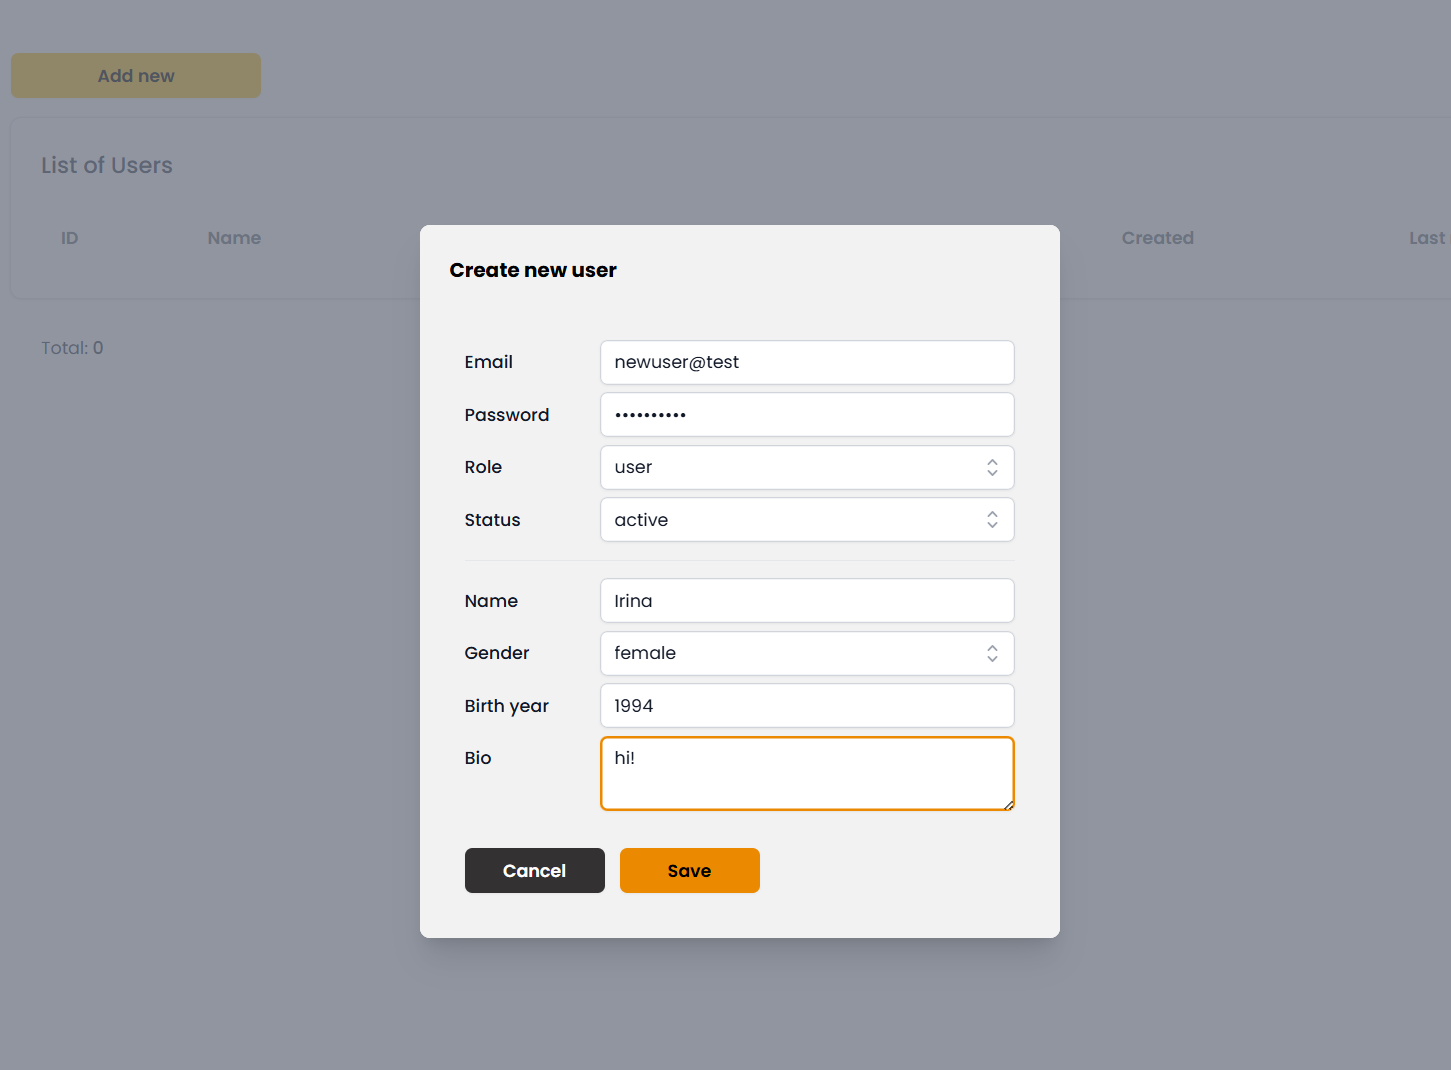 Add new
List of Users
ID Name Created Last
Total: 0
Create new user
Email newuser@test
Password ••••••••••
Role user
Status active
Name Irina
Gender female
Birth year 1994
Bio hi!
Cancel Save